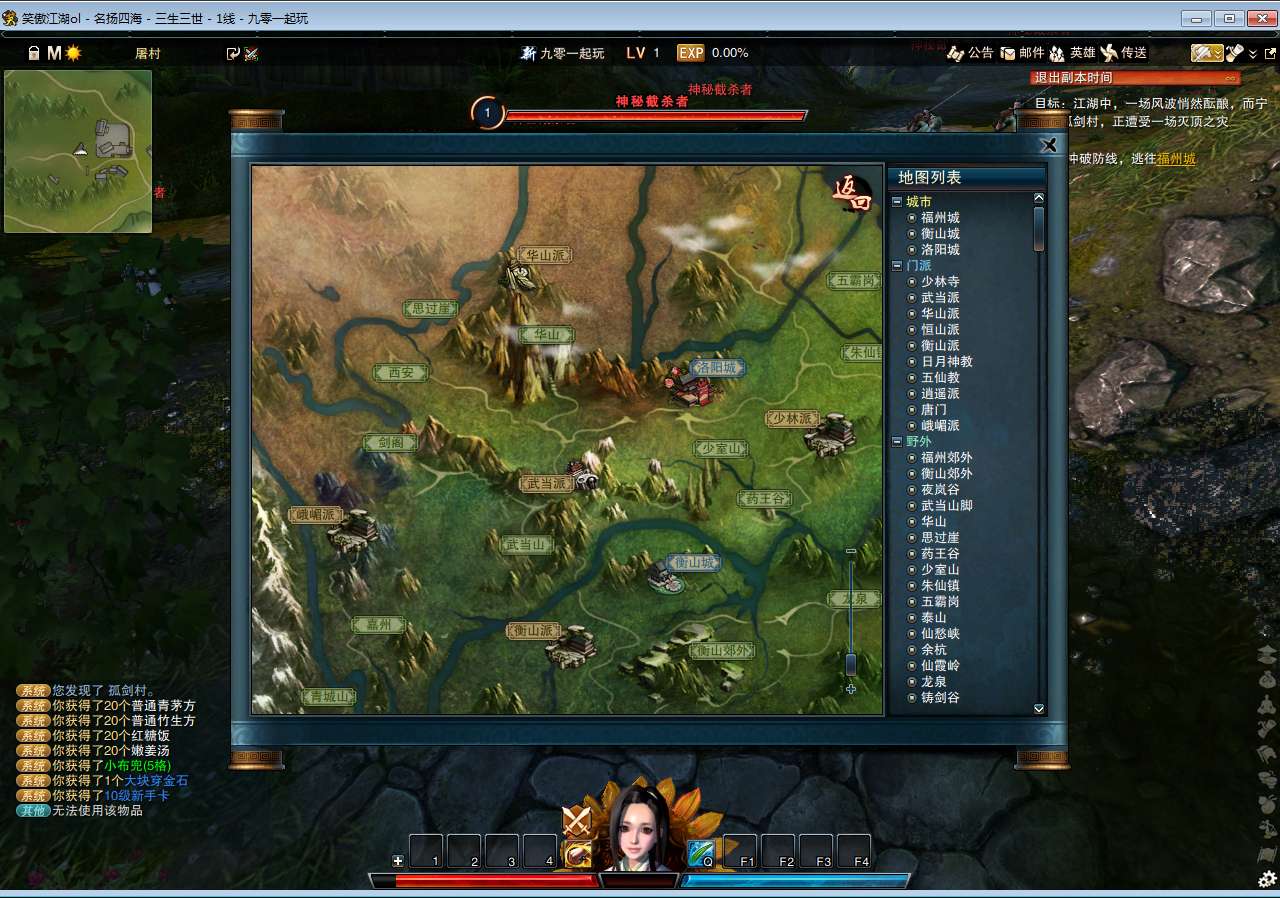 笑傲江湖ol - 名扬四海 - 三生三世 - 1线 - 九零一起玩
M
屠村
新 九零一起玩
LV 1
EXP 0.00%
公告
邮件
英雄
传送
退出副本时间
目标：江湖中，一场风波悄然酝酿，而宁
孤剑村，正遭受一场灭顶之灾
冲破防线，逃往福州城
神秘截杀者
1
神秘截杀者
者
返回
华山派
思过崖
华山
西安
五霸岗
朱仙镇
洛阳城
少林派
剑阁
少室山
武当派
药王谷
峨嵋派
武当山
衡山城
龙泉
嘉州
衡山派
衡山郊外
青城山
地图列表
城市
福州城
衡山城
洛阳城
门派
少林寺
武当派
华山派
恒山派
衡山派
日月神教
五仙教
逍遥派
唐门
峨嵋派
野外
福州郊外
衡山郊外
夜岚谷
武当山脚
华山
思过崖
药王谷
少室山
朱仙镇
五霸岗
泰山
仙愁峡
余杭
仙霞岭
龙泉
铸剑谷
系统 您发现了 孤剑村。
系统 你获得了20个普通青茅方
系统 你获得了20个普通竹生方
系统 你获得了20个红糖饭
系统 你获得了20个嫩姜汤
系统 你获得了小布兜(5格)
系统 你获得了1个大块穿金石
系统 你获得了10级新手卡
其他 无法使用该物品
1 2 3 4 Q F1 F2 F3 F4